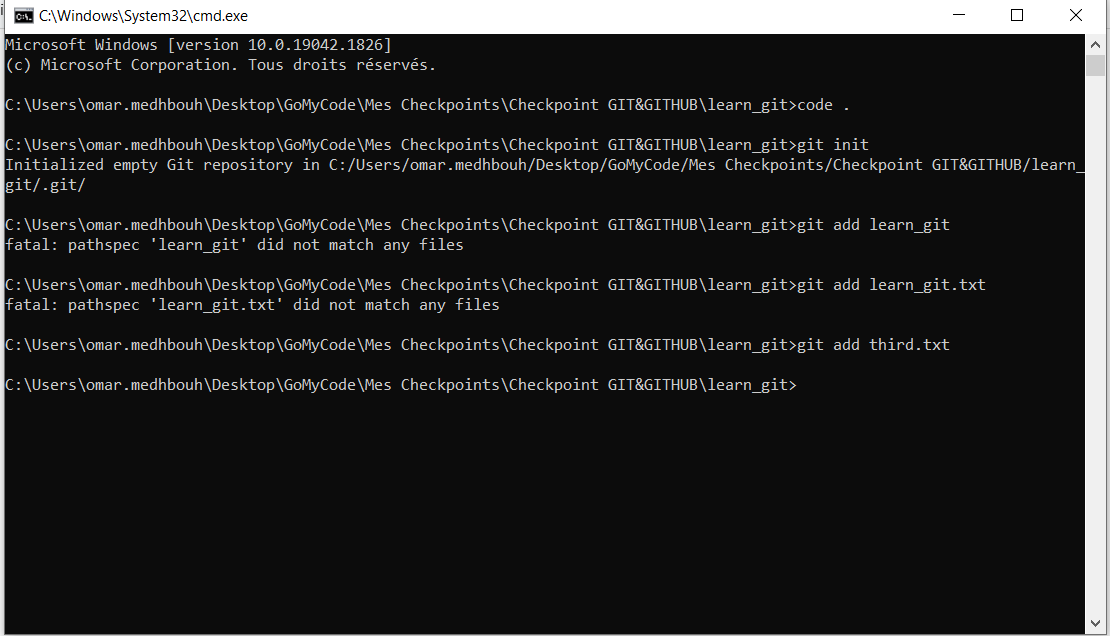 C:\Windows\System32\cmd.exe
Microsoft Windows [version 10.0.19042.1826]
(c) Microsoft Corporation. Tous droits réservés.
C:\Users\omar.medhbouh\Desktop\GoMyCode\Mes Checkpoints\Checkpoint GIT&GITHUB\learn_git>code .
C:\Users\omar.medhbouh\Desktop\GoMyCode\Mes Checkpoints\Checkpoint GIT&GITHUB\learn_git>git init
Initialized empty Git repository in C:/Users/omar.medhbouh/Desktop/GoMyCode/Mes Checkpoints/Checkpoint GIT&GITHUB/learn_
git/.git/
C:\Users\omar.medhbouh\Desktop\GoMyCode\Mes Checkpoints\Checkpoint GIT&GITHUB\learn_git>git add learn_git
fatal: pathspec 'learn_git' did not match any files
C:\Users\omar.medhbouh\Desktop\GoMyCode\Mes Checkpoints\Checkpoint GIT&GITHUB\learn_git>git add learn_git.txt
fatal: pathspec 'learn_git.txt' did not match any files
C:\Users\omar.medhbouh\Desktop\GoMyCode\Mes Checkpoints\Checkpoint GIT&GITHUB\learn_git>git add third.txt
C:\Users\omar.medhbouh\Desktop\GoMyCode\Mes Checkpoints\Checkpoint GIT&GITHUB\learn_git>